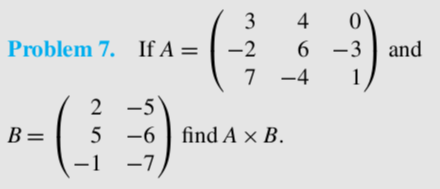 Problem 7. If A = ( 3 4 0
−2 6 −3
7 −4 1 ) and
B = ( 2 −5
5 −6
−1 −7 ) find A × B.